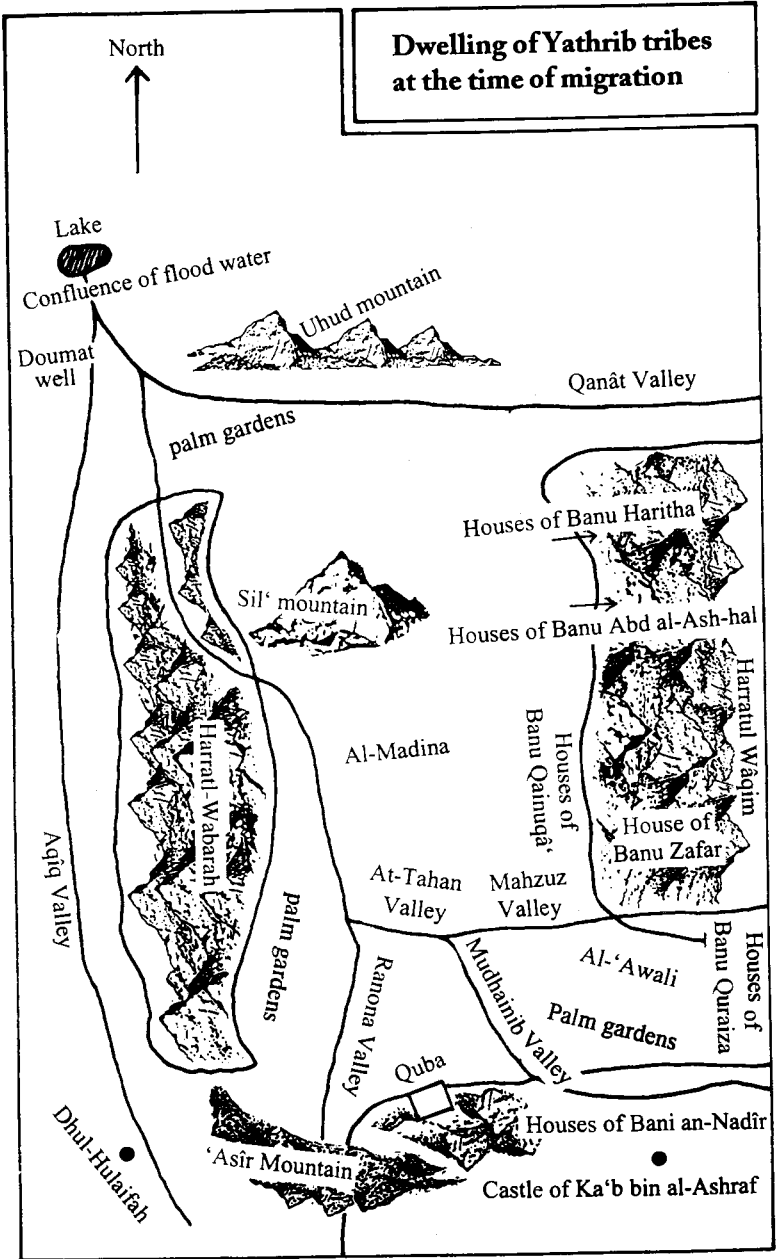 Dwelling of Yathrib tribes
at the time of migration
North
Lake
Confluence of flood water
Uhud mountain
Doumat
well
Qanât Valley
palm gardens
Houses of Banu Haritha
Sil‘ mountain
Houses of Banu Abd al-Ash-hal
Harratul Wâqim
Harratl-Wabarah
Al-Madina
Houses of
Banu Qainuqâ‘
House of
Banu Zafar
Aqîq Valley
At-Tahan
Valley
Mahzuz
Valley
palm gardens
Ranona Valley
Mudhainib Valley
Al-‘Awali
Palm gardens
Houses of
Banu Quraiza
Quba
Houses of Bani an-Nadîr
Dhul-Hulaifah
‘Asîr Mountain
Castle of Ka‘b bin al-Ashraf